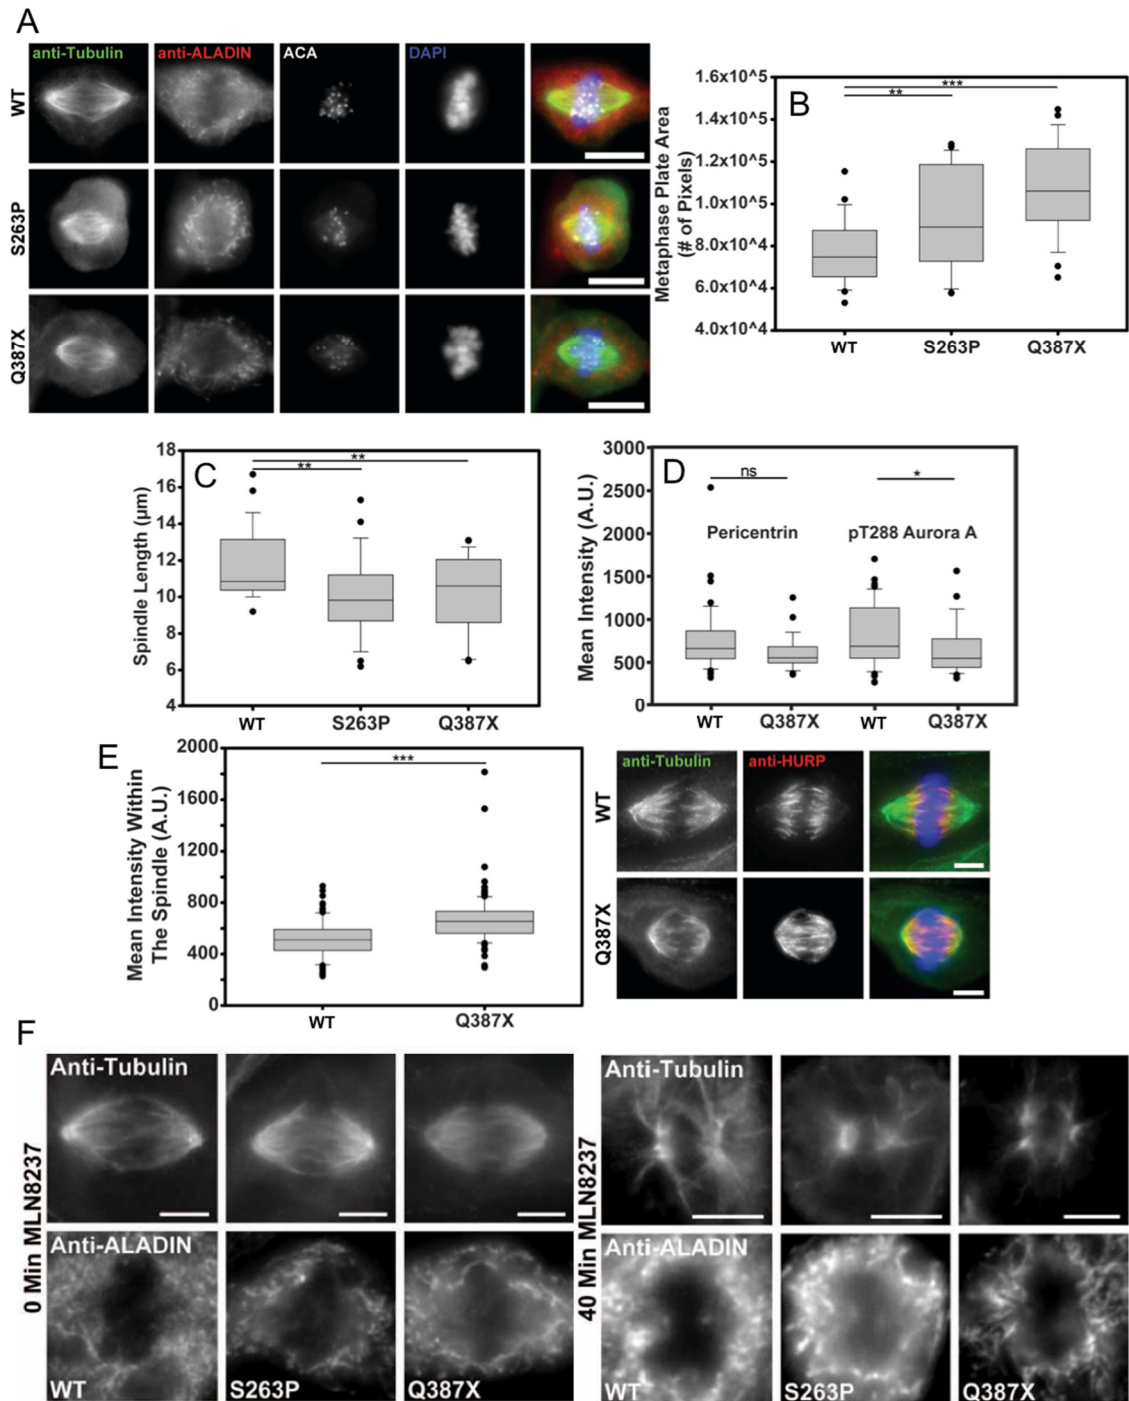 A
anti-Tubulin anti-ALADIN ACA DAPI
WT
S263P
Q387X
B
Metaphase Plate Area
(# of Pixels)
1.6x10^5
1.4x10^5
1.2x10^5
1.0x10^5
8.0x10^4
6.0x10^4
4.0x10^4
***
**
WT S263P Q387X
C
Spindle Length (µm)
18
16
14
12
10
8
6
4
**
**
WT S263P Q387X
D
Mean Intensity (A.U.)
3000
2500
2000
1500
1000
500
0
ns *
Pericentrin pT288 Aurora A
WT Q387X WT Q387X
E
Mean Intensity Within
The Spindle (A.U.)
2000
1600
1200
800
400
0
***
WT Q387X
anti-Tubulin anti-HURP
WT
Q387X
F
0 Min MLN8237
Anti-Tubulin
Anti-ALADIN
WT S263P Q387X
40 Min MLN8237
Anti-Tubulin
Anti-ALADIN
WT S263P Q387X